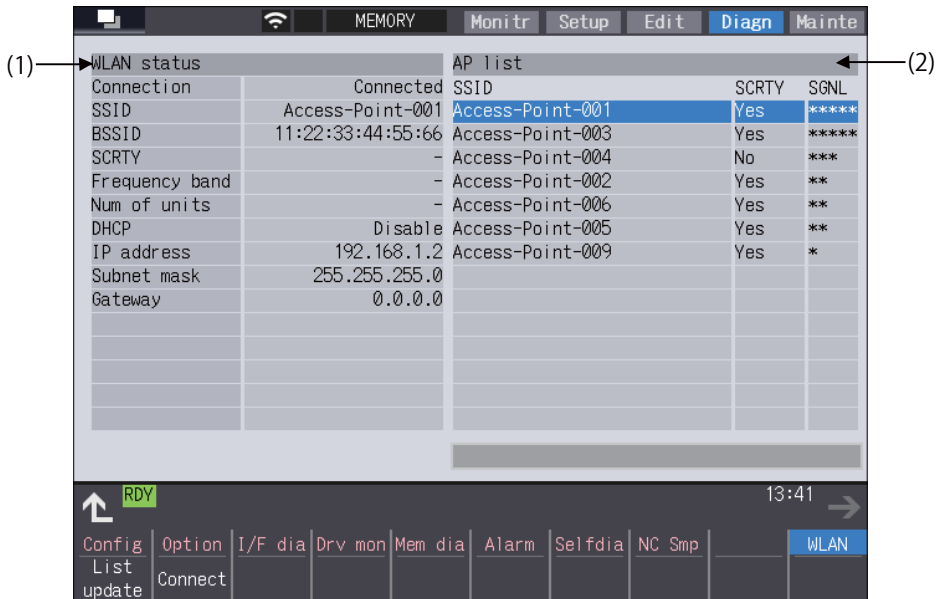 MEMORY Monitr Setup Edit Diagn Mainte
(1) WLAN status AP list (2)
Connection Connected SSID SCRTY SGNL
SSID Access-Point-001 Access-Point-001 Yes *****
BSSID 11:22:33:44:55:66 Access-Point-003 Yes *****
SCRTY - Access-Point-004 No ***
Frequency band - Access-Point-002 Yes **
Num of units - Access-Point-006 Yes **
DHCP Disable Access-Point-005 Yes **
IP address 192.168.1.2 Access-Point-009 Yes *
Subnet mask 255.255.255.0
Gateway 0.0.0.0
RDY 13:41
Config Option I/F dia Drv mon Mem dia Alarm Selfdia NC Smp WLAN
List update Connect